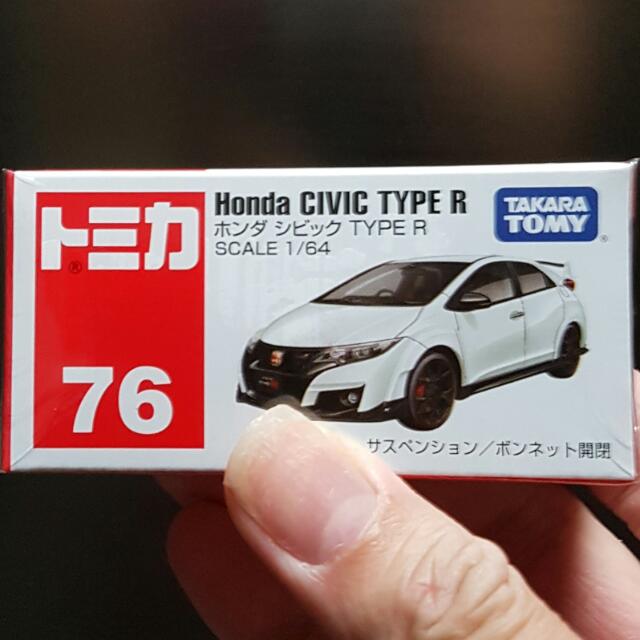 トミカ
®
76
Honda CIVIC TYPE R
ホンダ シビック TYPE R
SCALE 1/64
TAKARA
TOMY
®
サスペンション/ボンネット開閉